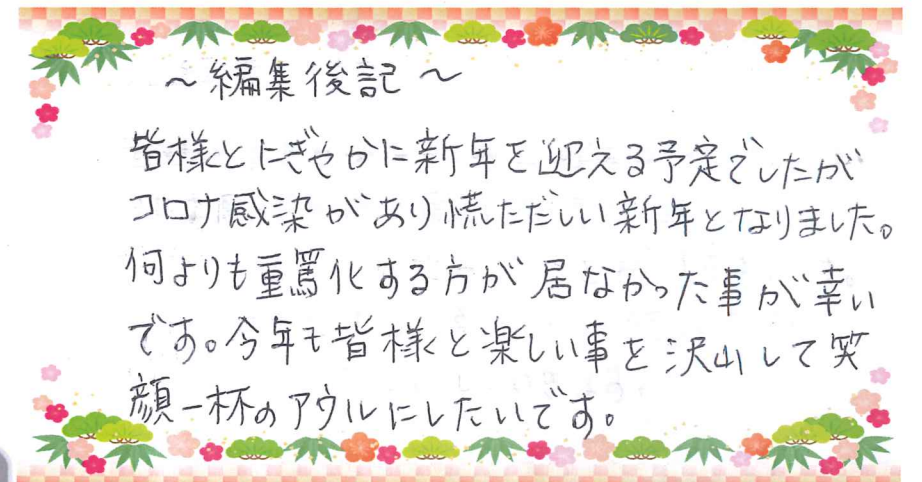 ～編集後記～
皆様とにぎやかに新年を迎える予定でしたが
コロナ感染があり慌ただしい新年となりました。
何よりも重篤化する方が居なかった事が幸い
です。今年も皆様と楽しい事を沢山して笑
顔一杯のアウルにしたいです。